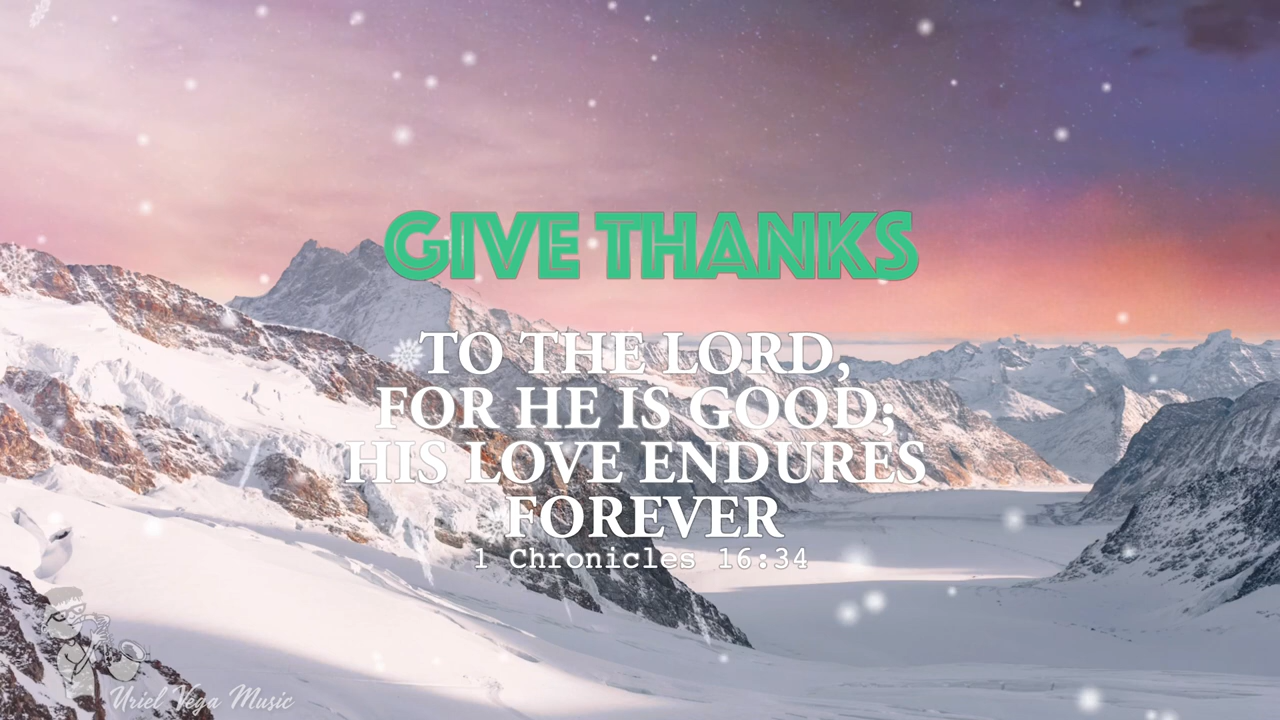 GIVE THANKS
TO THE LORD,
FOR HE IS GOOD;
HIS LOVE ENDURES
FOREVER
1 Chronicles 16:34
Uriel Vega Music